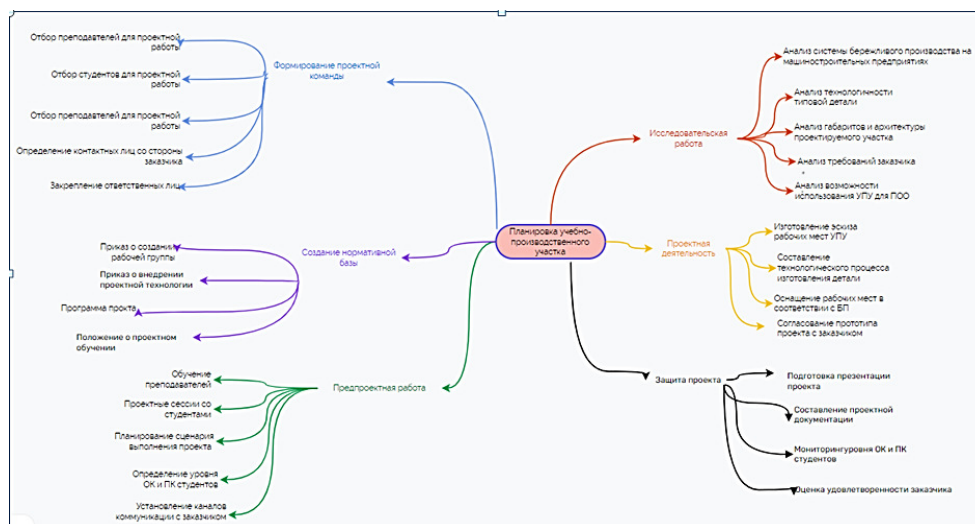 Отбор преподавателей для проектной
работы
Отбор студентов для проектной
работы
Отбор преподавателей для проектной
работы
Определение контактных лиц со стороны
заказчика
Закрепление ответственных лиц
Формирование проектной
команды
Приказ о создании
рабочей группы
Приказ о внедрении
проектной технологии
Программа прокта
Положение о проектном
обучении
Создание нормативной
базы
Обучение
преподавателей
Проектные сессии со
студентами
Планирование сценария
выполнения проекта
Определение уровня
ОК и ПК студентов
Установление каналов
коммуникации с заказчиком
Предпроектная работа
Планировка учебно-
производственного
участка
Исследовательская
работа
Анализ системы бережливого производства на
машиностроительных предприятиях
Анализ технологичности
типовой детали
Анализ габаритов и архитектуры
проектируемого участка
Анализ требований заказчика
Анализ возможности
использования УПУ для ПОО
Проектная
деятельность
Изготовление эскиза
рабочих мест УПУ
Составление
технологического процесса
изготовления детали
Оснащение рабочих мест в
соответствии с БП
Согласование прототипа
проекта с заказчиком
Защита проекта
Подготовка презентации
проекта
Составление проектной
документации
Мониторингуровня ОК и ПК
студентов
Оценка удовлетворенности заказчика